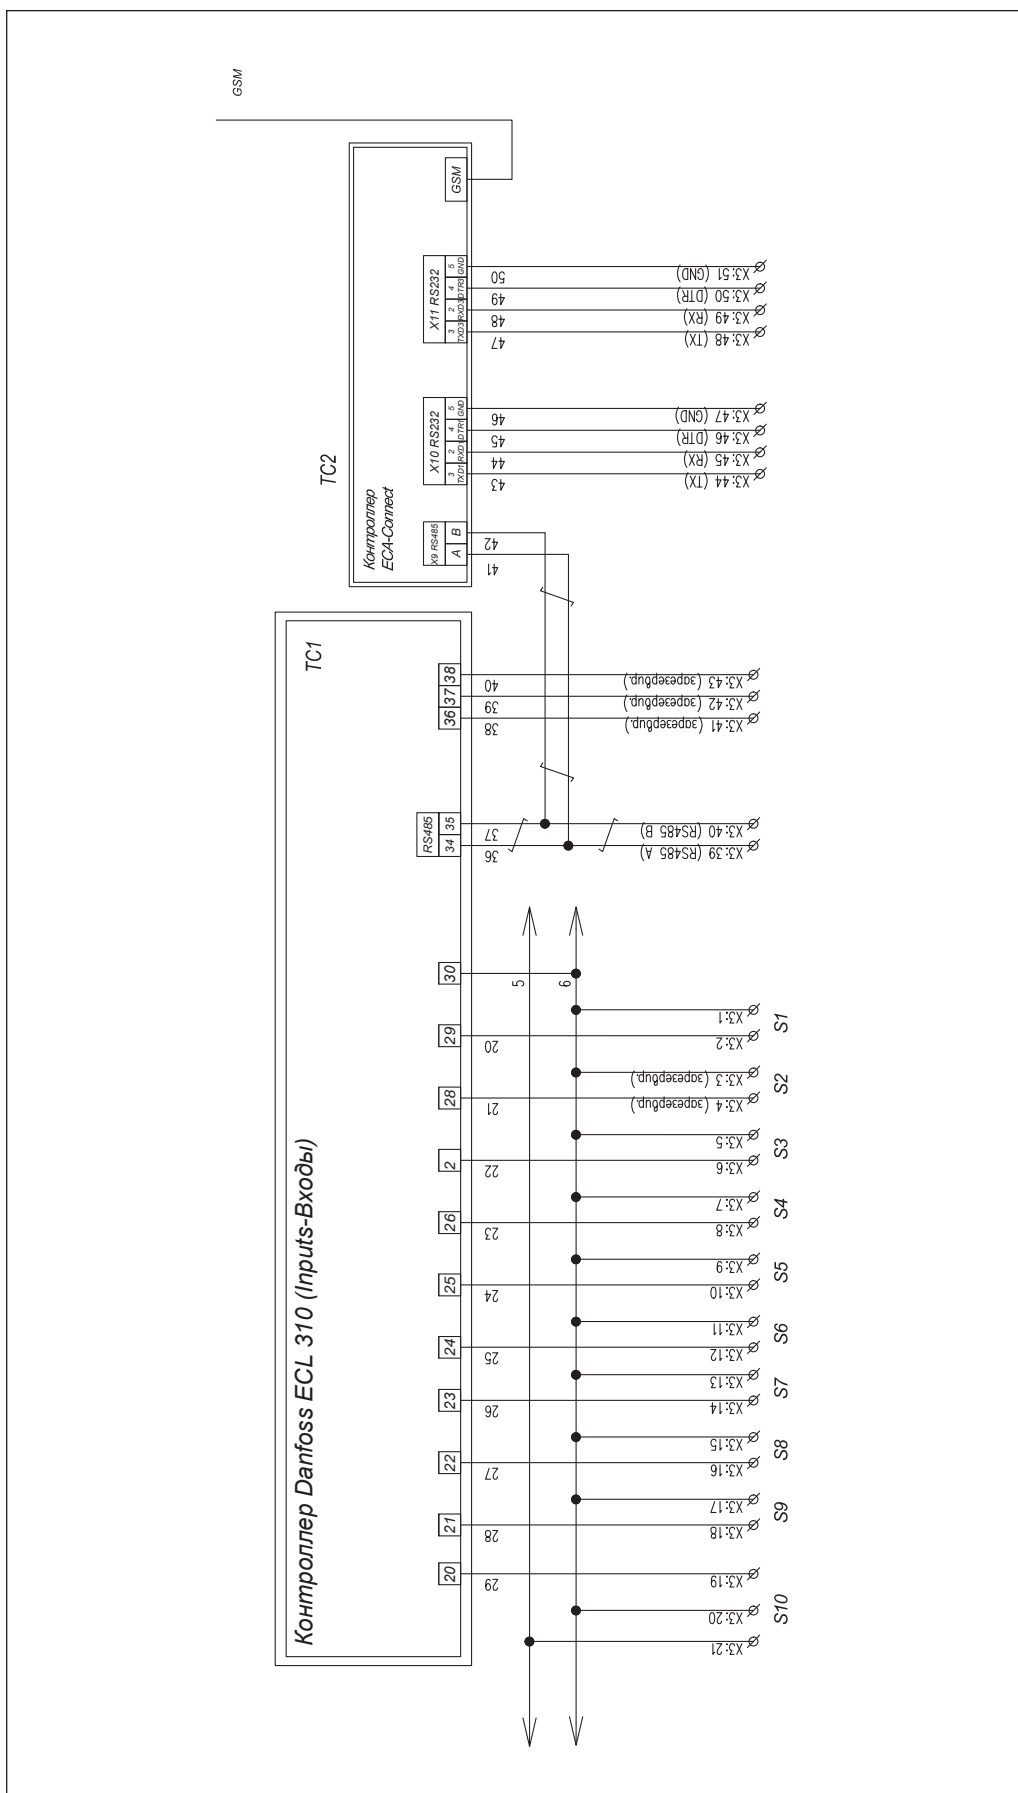 GSM
TC2
Контроллер
ECA-Connect
GSM
X11 RS232
3 2 4 5
TXD3 RXD3 DTR3 GND
47 48 49 50
X3:48 (TX)
X3:49 (RX)
X3:50 (DTR)
X3:51 (GND)
X10 RS232
3 2 4 5
TXD1 RXD1 DTR1 GND
43 44 45 46
X3:44 (TX)
X3:45 (RX)
X3:46 (DTR)
X3:47 (GND)
X9 RS485
A B
41 42
TC1
Контроллер Danfoss ECL 310 (Inputs-Входы)
20 21 22 23 24 25 26 2 28 29 30
RS485
34 35
36 37 38
29 28 27 26 25 24 23 22 21 20
5
6
36 37
38 39 40
X3:21
X3:20
X3:19
X3:18
X3:17
X3:16
X3:15
X3:14
X3:13
X3:12
X3:11
X3:10
X3:9
X3:8
X3:7
X3:6
X3:5
X3:4 (зарезервир.)
X3:3 (зарезервир.)
X3:2
X3:1
X3:39 (RS485 A)
X3:40 (RS485 B)
X3:41 (зарезервир.)
X3:42 (зарезервир.)
X3:43 (зарезервир.)
S10 S9 S8 S7 S6 S5 S4 S3 S2 S1